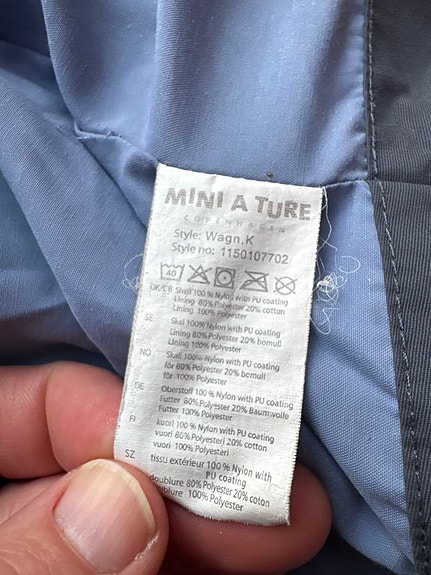 MINI A TURE
COPENHAGEN
Style: Wagn,K
Style no: 1150107702
40
DK/GB Shell 100 % Nylon with PU coating
Lining 80% Polyester 20% cotton
Lining 100% Polyester
SE Skal 100% Nylon with PU coating
Lining 80% Polyester 20% bomull
Lining 100% Polyester
NO Skall 100% Nylon with PU coating
för 80% Polyester 20% bomull
för 100% Polyester
DE Oberstoff 100 % Nylon with PU coating
Futter 80%Polyester 20% Baumwolle
Futter 100% Polyester
FI kuori 100 % Nylon with PU coating
vuori 80%Polyesteri 20% cotton
vuori 100% Polyesteri
SZ tissu extérieur 100 % Nylon with
PU coating
doublure 80%Polyester 20% coton
doublure 100% Polyester